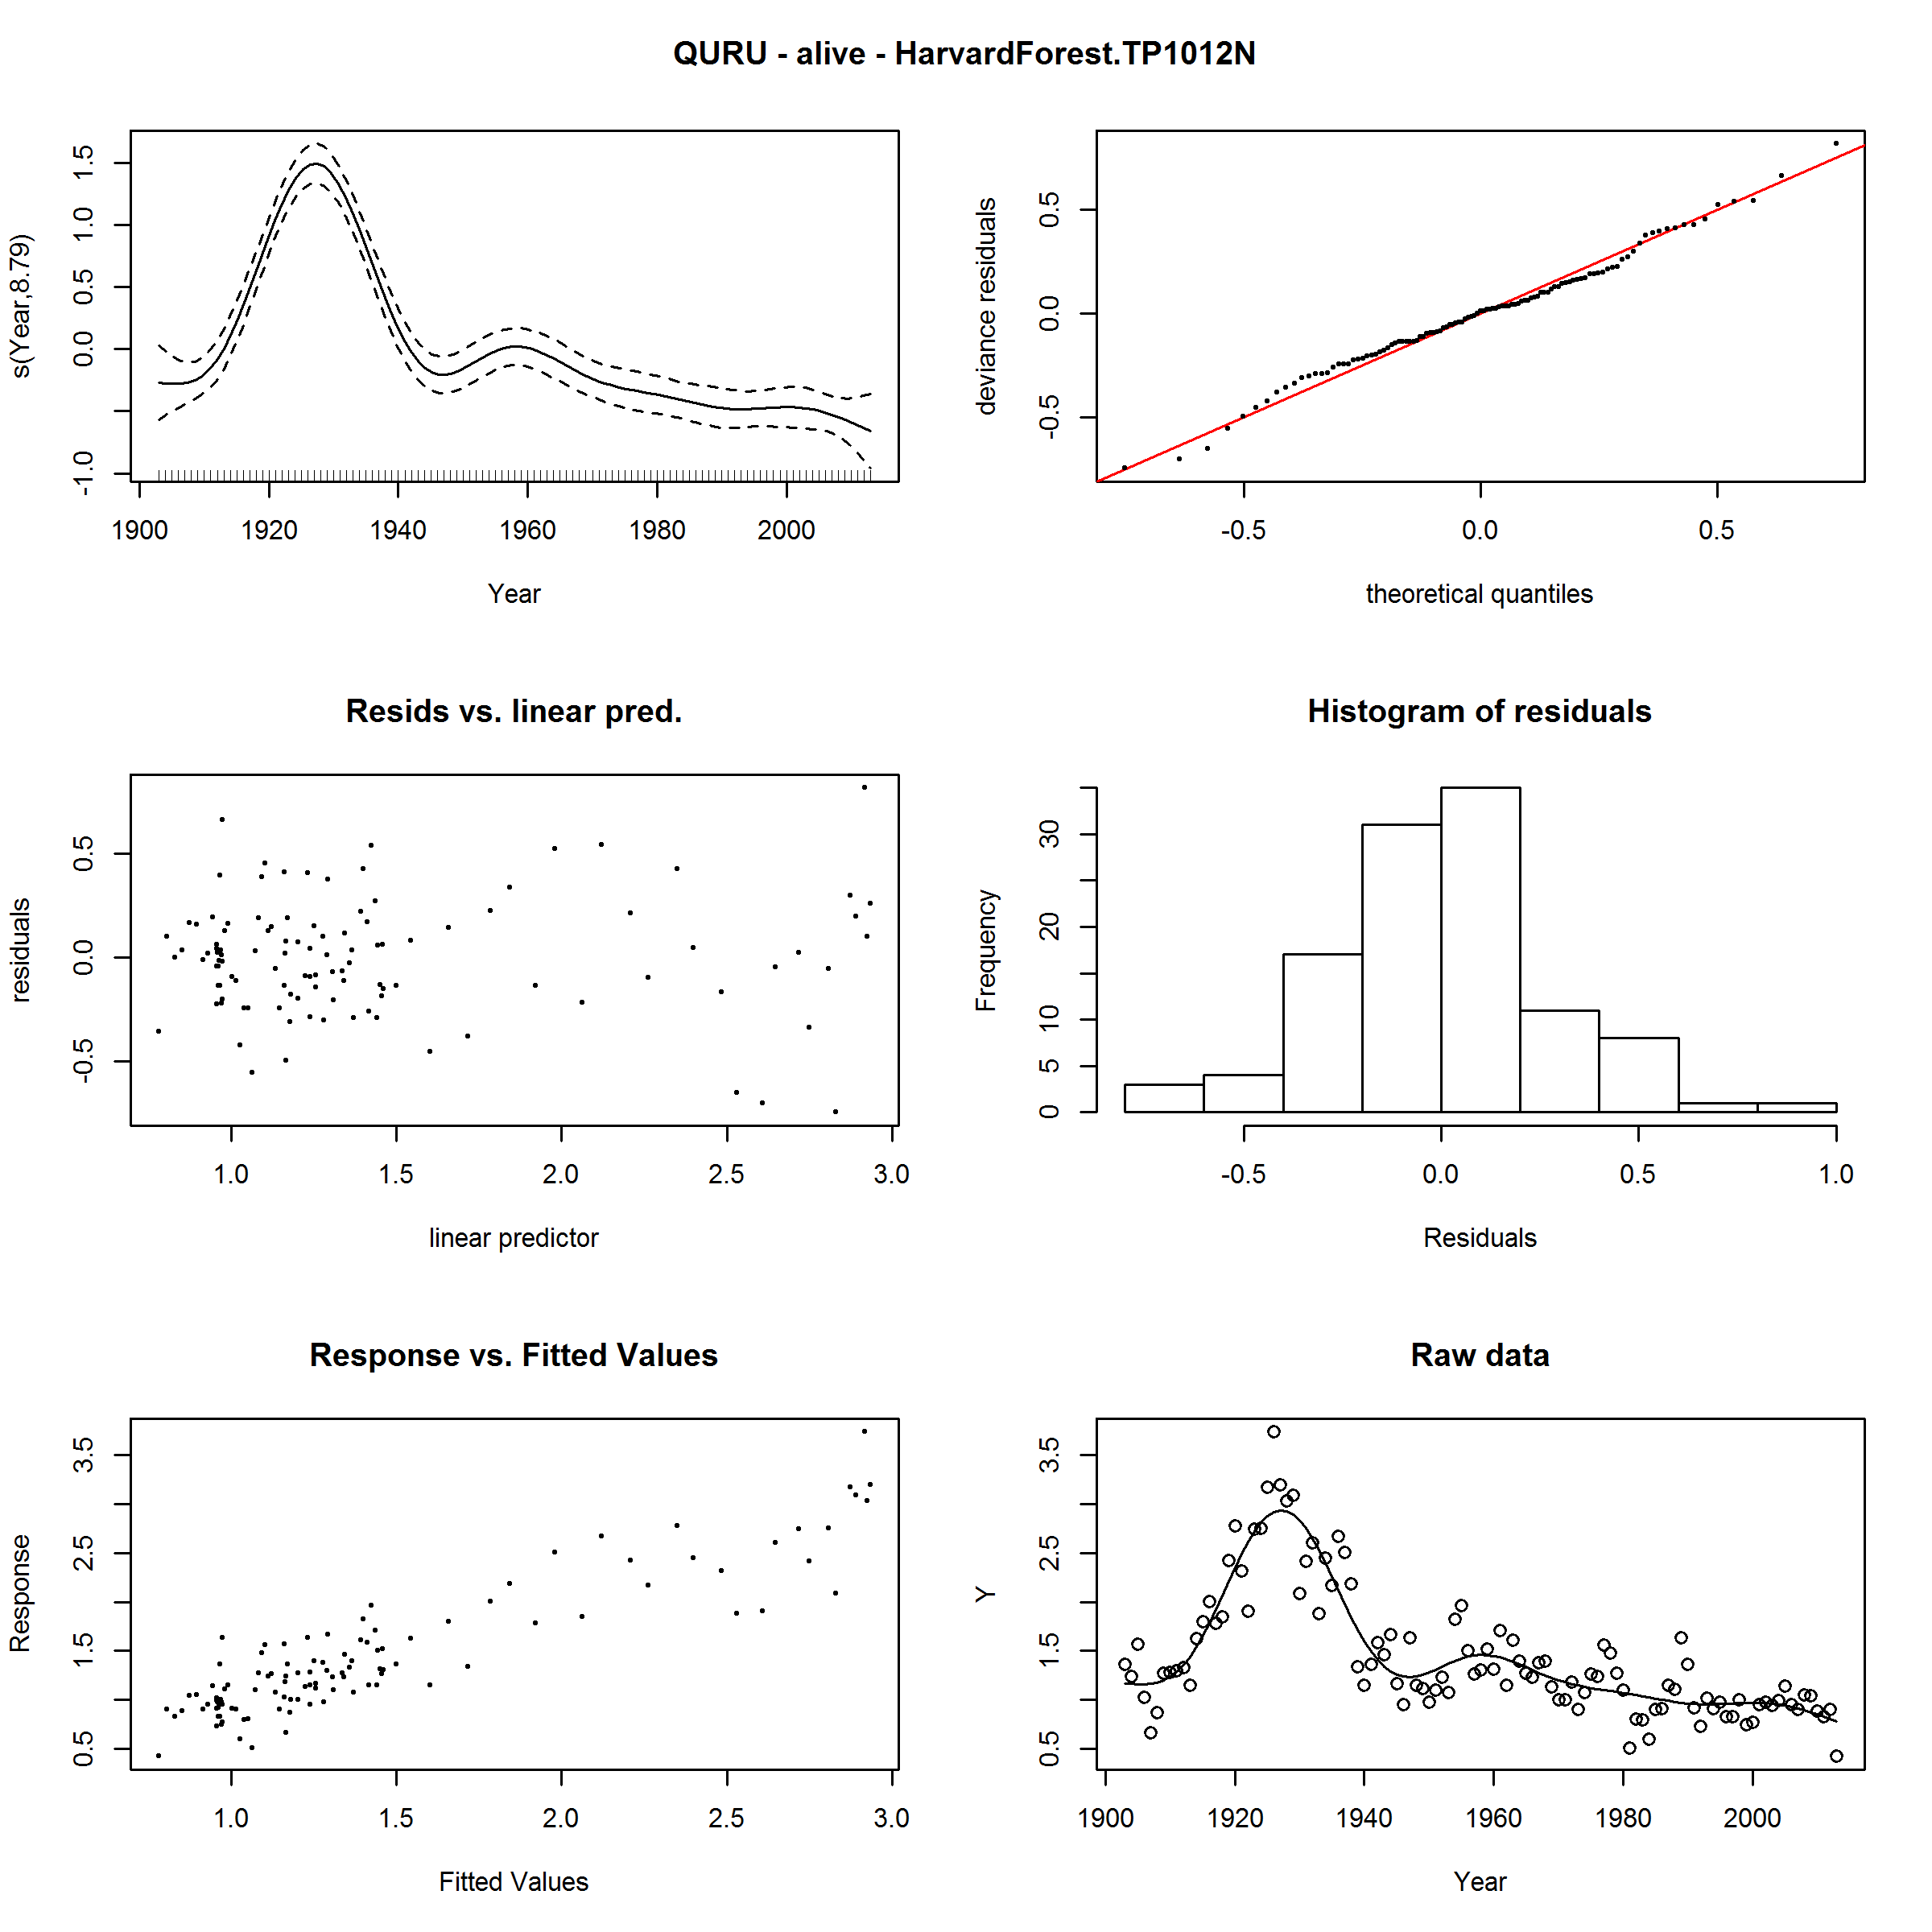 QURU - alive - HarvardForest.TP1012N
s(Year,8.79)
1.5
1.0
0.5
0.0
-1.0
1900 1920 1940 1960 1980 2000
Year
deviance residuals
0.5
0.0
-0.5
-0.5 0.0 0.5
theoretical quantiles
Resids vs. linear pred.
residuals
0.5
0.0
-0.5
1.0 1.5 2.0 2.5 3.0
linear predictor
Histogram of residuals
Frequency
30
20
10
5
0
-0.5 0.0 0.5 1.0
Residuals
Response vs. Fitted Values
Response
3.5
2.5
1.5
0.5
1.0 1.5 2.0 2.5 3.0
Fitted Values
Raw data
Y
3.5
2.5
1.5
0.5
1900 1920 1940 1960 1980 2000
Year